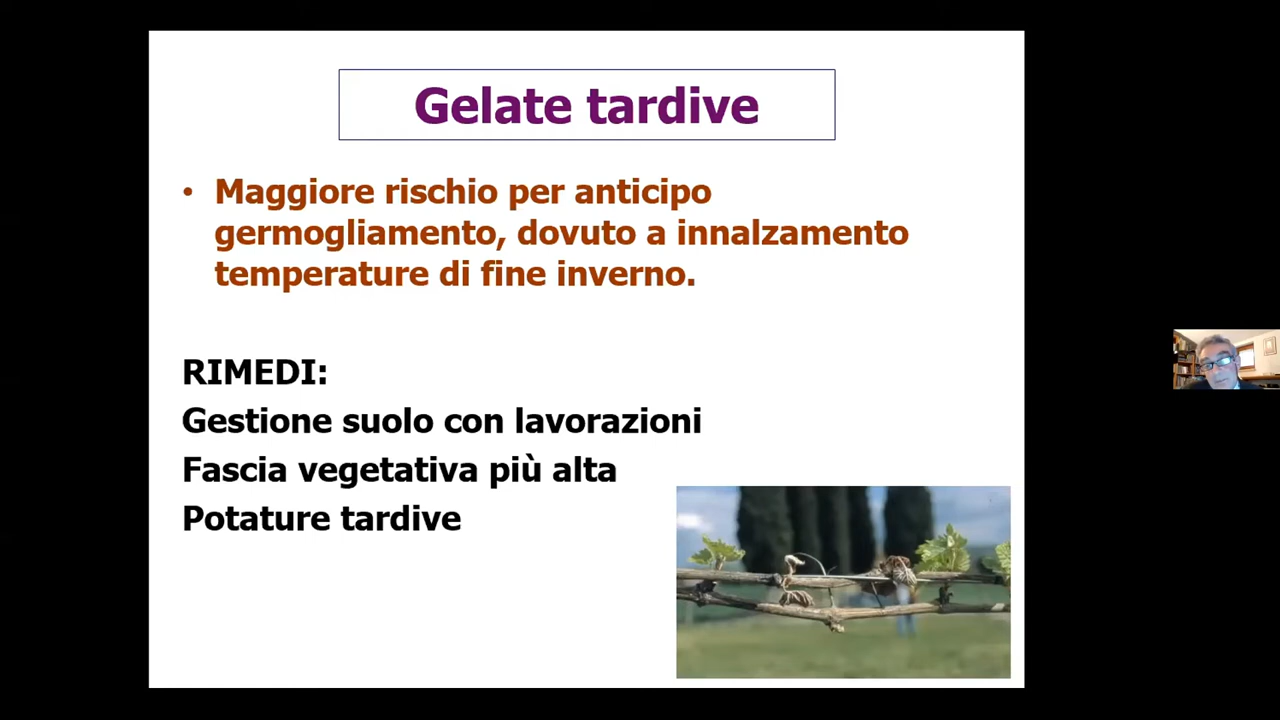 Gelate tardive
• Maggiore rischio per anticipo
germogliamento, dovuto a innalzamento
temperature di fine inverno.
RIMEDI:
Gestione suolo con lavorazioni
Fascia vegetativa più alta
Potature tardive